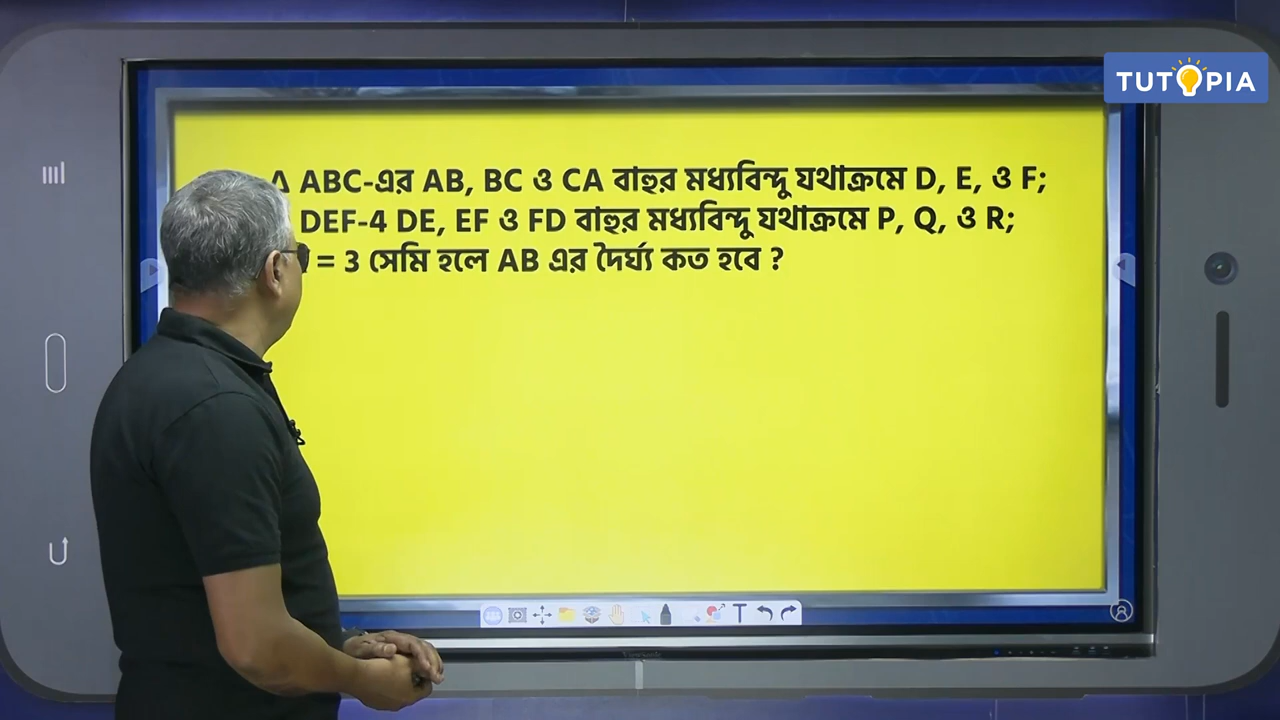 TUTOPIA
ABC-এর AB, BC ও CA বাহুর মধ্যবিন্দু যথাক্রমে D, E, ও F;
DEF-4 DE, EF ও FD বাহুর মধ্যবিন্দু যথাক্রমে P, Q, ও R;
= 3 সেমি হলে AB এর দৈর্ঘ্য কত হবে ?
ViewSonic